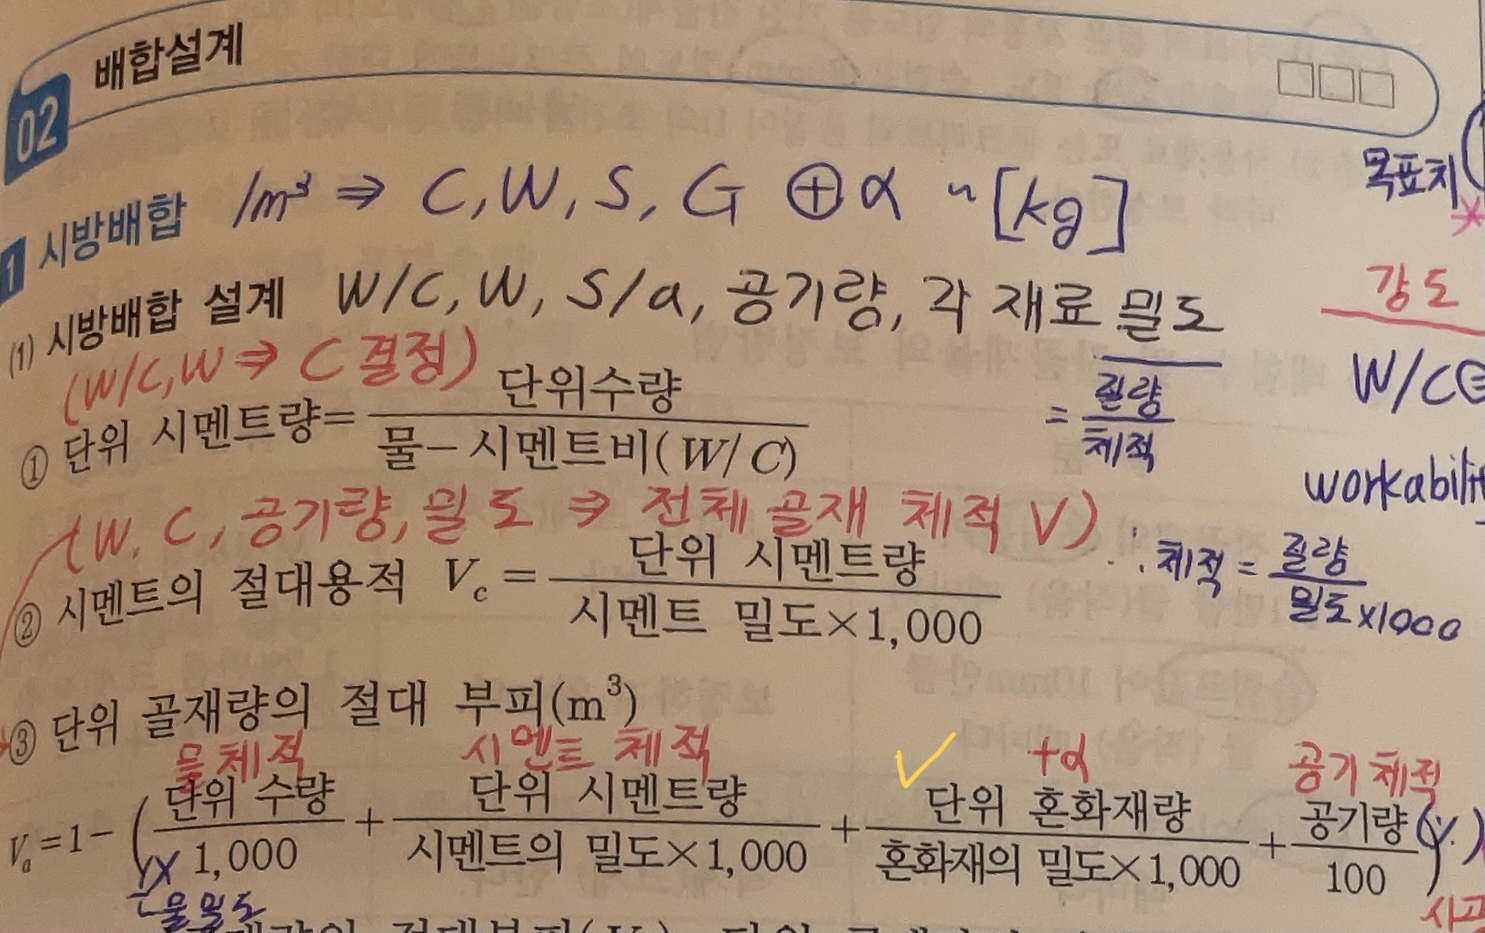 02 배합설계 □□□
목표치
1 시방배합 /m³ ⇒ C, W, S, G ⊕ α ~ [kg]
(1) 시방배합 설계 W/C, W, S/a, 공기량, 각 재료 밀도
= 질량/체적
강도
W/C
workability
(W/C, W ⇒ C 결정)
① 단위 시멘트량= 단위수량/물-시멘트비(W/C)
(W, C, 공기량, 밀도 ⇒ 전체 골재 체적 V)
② 시멘트의 절대용적 V_c = 단위 시멘트량/시멘트 밀도×1,000
∴ 체적 = 질량/밀도×1000
③ 단위 골재량의 절대 부피(m³)
물 체적 시멘트 체적 ✓ +α 공기 체적
V_a = 1-(단위 수량/1,000 + 단위 시멘트량/시멘트의 밀도×1,000 + 단위 혼화재량/혼화재의 밀도×1,000 + 공기량(%)/100)
1×
물 밀도